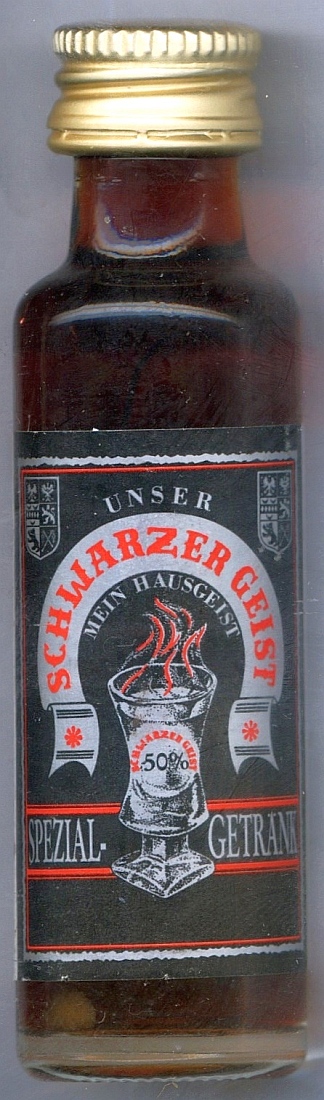 UNSER
SCHWARZER GEIST
MEIN HAUSGEIST
SCHWARZER GEIST
50%
SPEZIAL-GETRÄNK